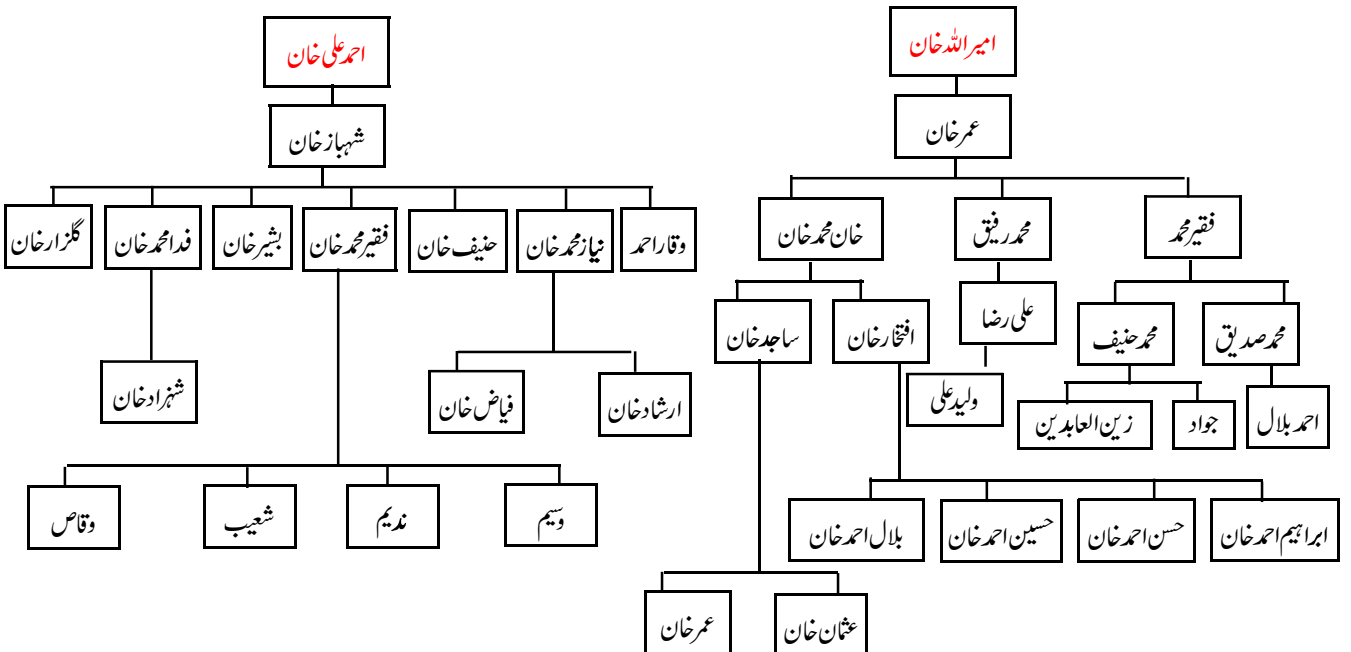 امیر اللہ خان
احمد علی خان
عمر خان
شہباز خان
فقیر محمد
محمد رفیق
خان محمد خان
وقار احمد
نیاز محمد خان
حنیف خان
فقیر محمد خان
بشیر خان
فدا محمد خان
گلزار خان
علی رضا
محمد صدیق
محمد حنیف
افتخار خان
ساجد خان
ارشاد خان
فیاض خان
شہزاد خان
احمد بلال
جواد
زین العابدین
ولید علی
ابراہیم احمد خان
حسن احمد خان
حسین احمد خان
بلال احمد خان
وسیم
ندیم
شعیب
وقاص
عثمان خان
عمر خان